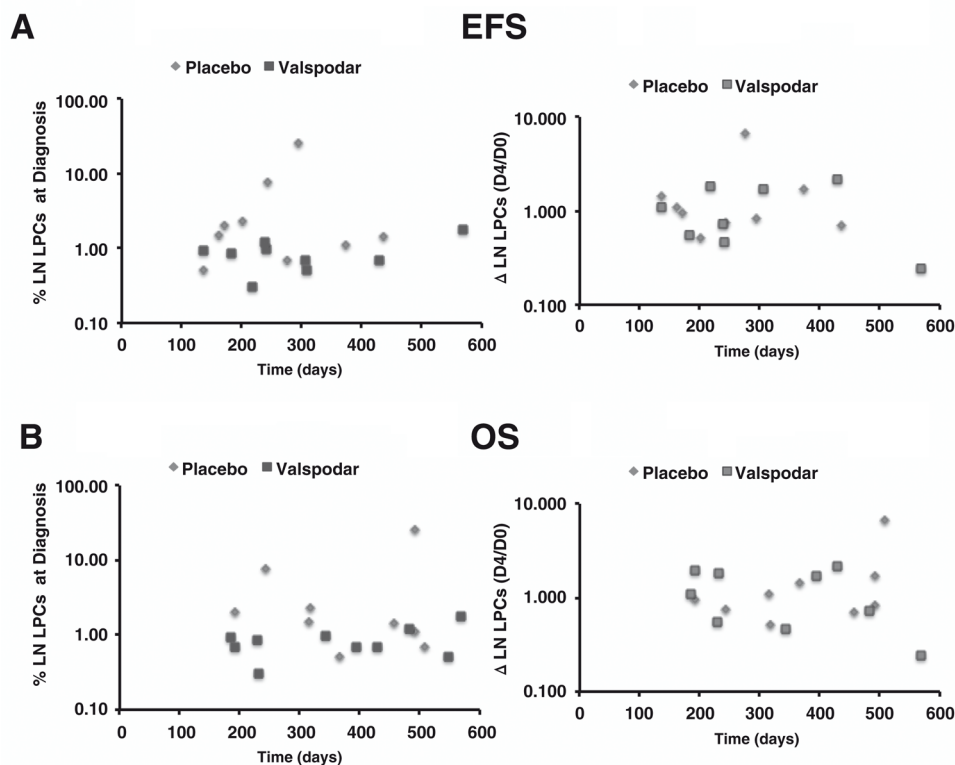 A
EFS
Placebo Valspodar
% LN LPCs at Diagnosis
100.00
10.00
1.00
0.10
0 100 200 300 400 500 600
Time (days)
Placebo Valspodar
Δ LN LPCs (D4/D0)
10.000
1.000
0.100
0 100 200 300 400 500 600
Time (days)
B
OS
Placebo Valspodar
% LN LPCs at Diagnosis
100.00
10.00
1.00
0.10
0 100 200 300 400 500 600
Time (days)
Placebo Valspodar
Δ LN LPCs (D4/D0)
10.000
1.000
0.100
0 100 200 300 400 500 600
Time (days)